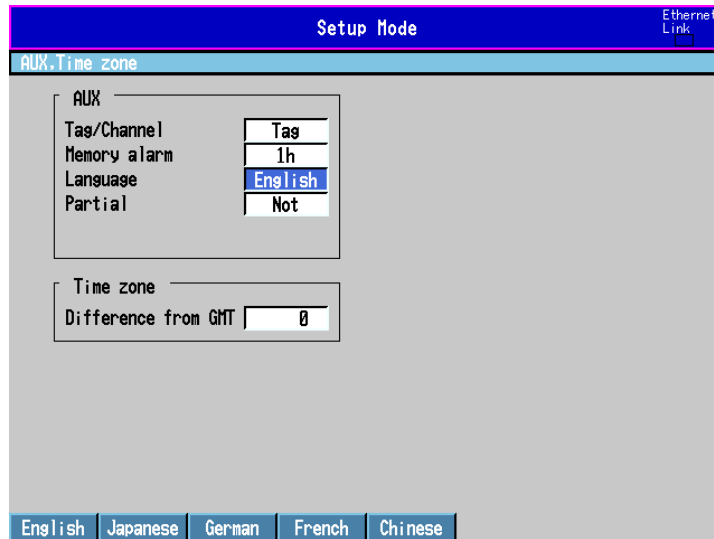 Setup Mode
Ethernet
Link
AUX.Time zone
AUX
Tag/Channel Tag
Memory alarm 1h
Language English
Partial Not
Time zone
Difference from GMT 0
English Japanese German French Chinese